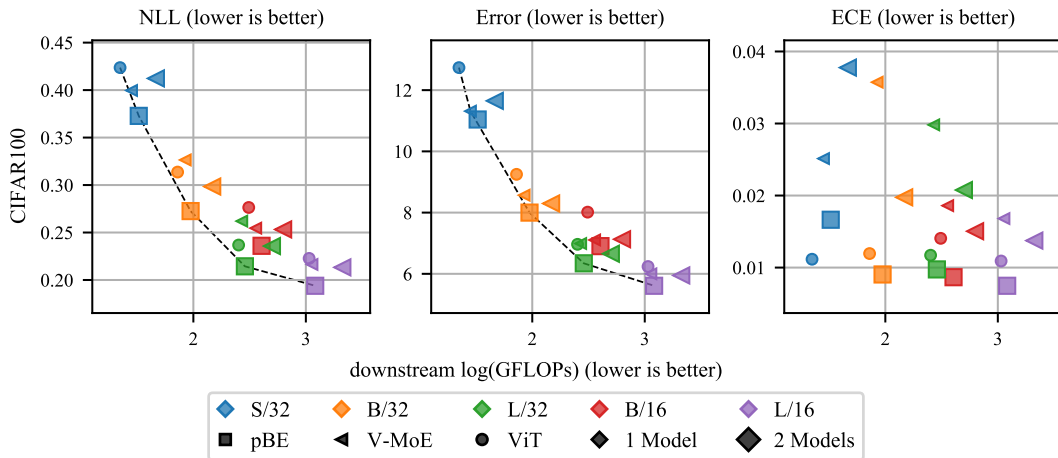 NLL (lower is better)
Error (lower is better)
ECE (lower is better)
CIFAR100
0.45
0.40
0.35
0.30
0.25
0.20
2
3
12
10
8
6
2
3
0.04
0.03
0.02
0.01
2
3
downstream log(GFLOPs) (lower is better)
S/32 B/32 L/32 B/16 L/16
pBE V-MoE ViT 1 Model 2 Models